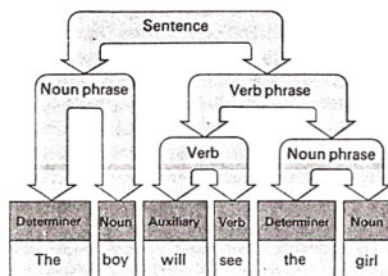 Sentence
Noun phrase Verb phrase
Verb Noun phrase
Determiner Noun Auxiliary Verb Determiner Noun
The boy will see the girl